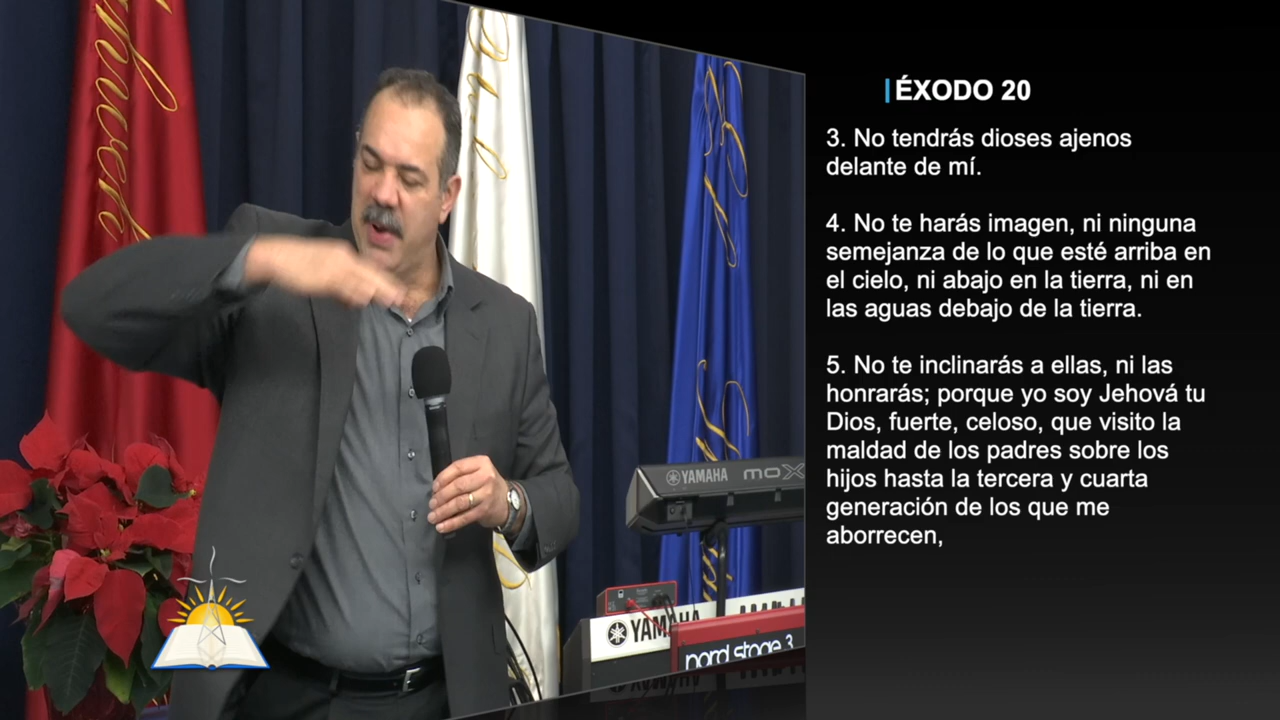 ÉXODO 20
3. No tendrás dioses ajenos
delante de mí.
4. No te harás imagen, ni ninguna
semejanza de lo que esté arriba en
el cielo, ni abajo en la tierra, ni en
las aguas debajo de la tierra.
5. No te inclinarás a ellas, ni las
honrarás; porque yo soy Jehová tu
Dios, fuerte, celoso, que visito la
maldad de los padres sobre los
hijos hasta la tercera y cuarta
generación de los que me
aborrecen,
YAMAHA MOX
YAMAHA
nord stage 3